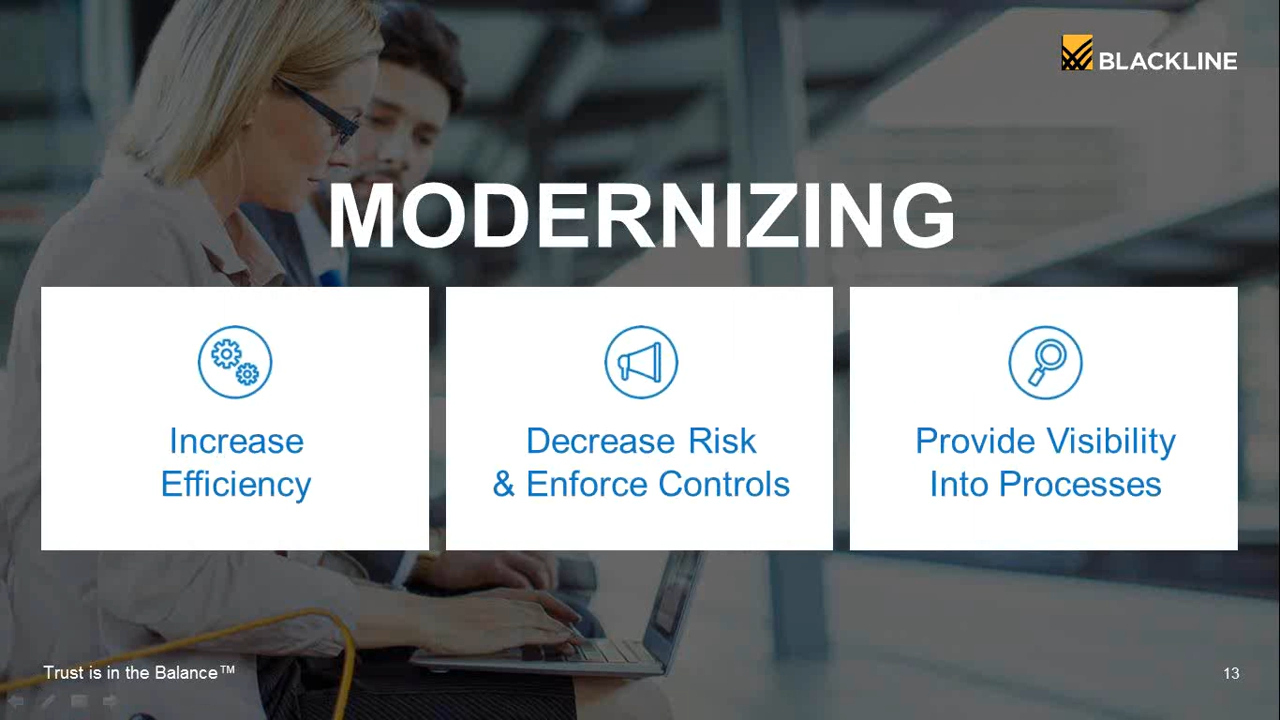 BLACKLINE
MODERNIZING
Increase
Efficiency
Decrease Risk
& Enforce Controls
Provide Visibility
Into Processes
Trust is in the Balance™
13